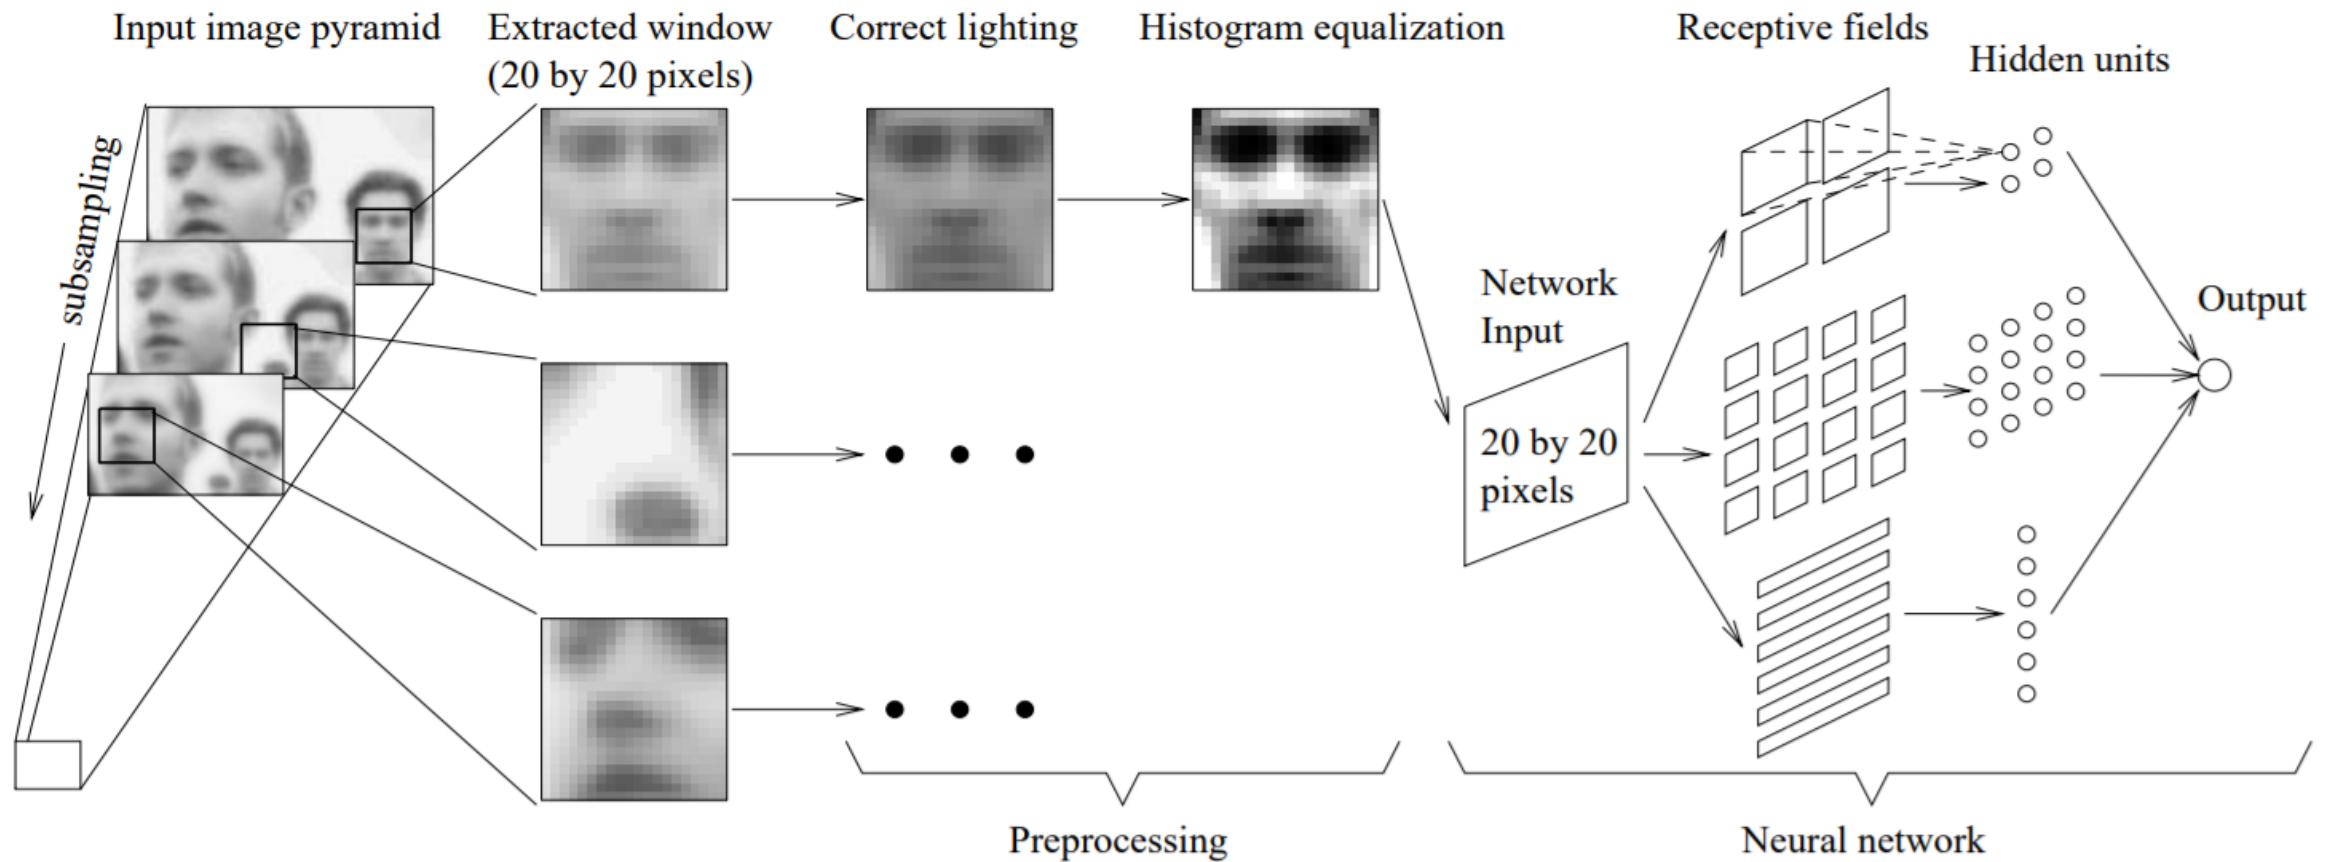 Input image pyramid
Extracted window
(20 by 20 pixels)
Correct lighting
Histogram equalization
Receptive fields
Hidden units
subsampling
Network
Input
20 by 20
pixels
Output
Preprocessing
Neural network